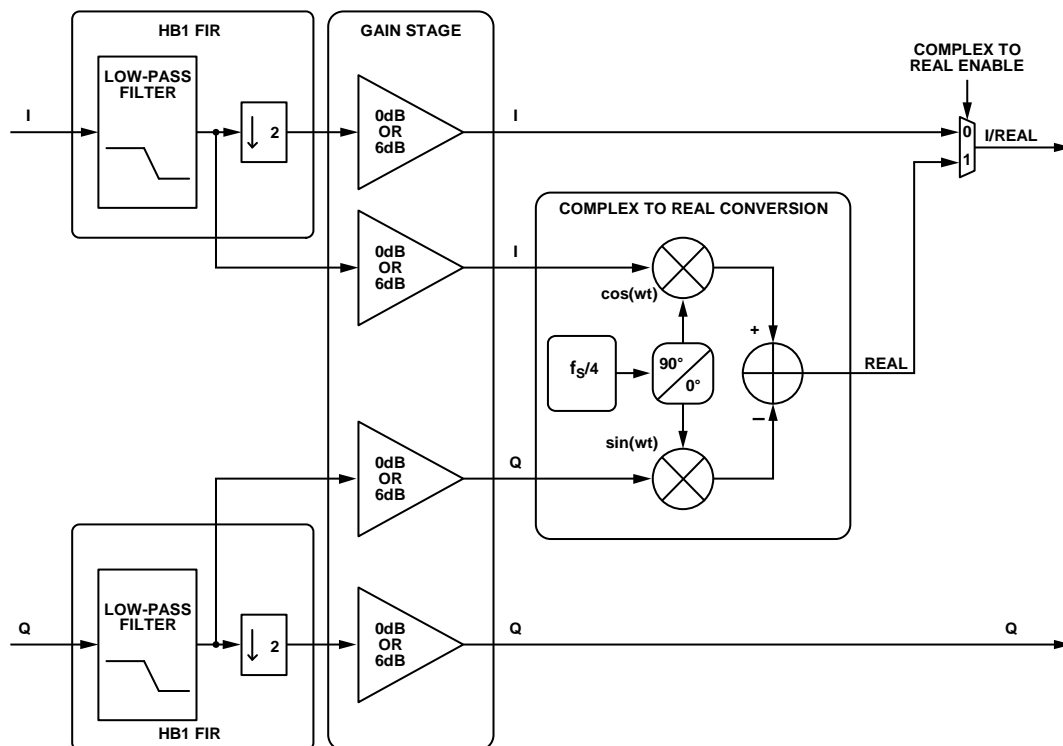 HB1 FIR
GAIN STAGE
COMPLEX TO
REAL ENABLE
LOW-PASS
FILTER
I
2
0dB
OR
6dB
I
0
1
I/REAL
COMPLEX TO REAL CONVERSION
0dB
OR
6dB
I
cos(wt)
+
fS/4
90°
0°
REAL
–
sin(wt)
0dB
OR
6dB
Q
LOW-PASS
FILTER
Q
2
0dB
OR
6dB
Q
Q
HB1 FIR